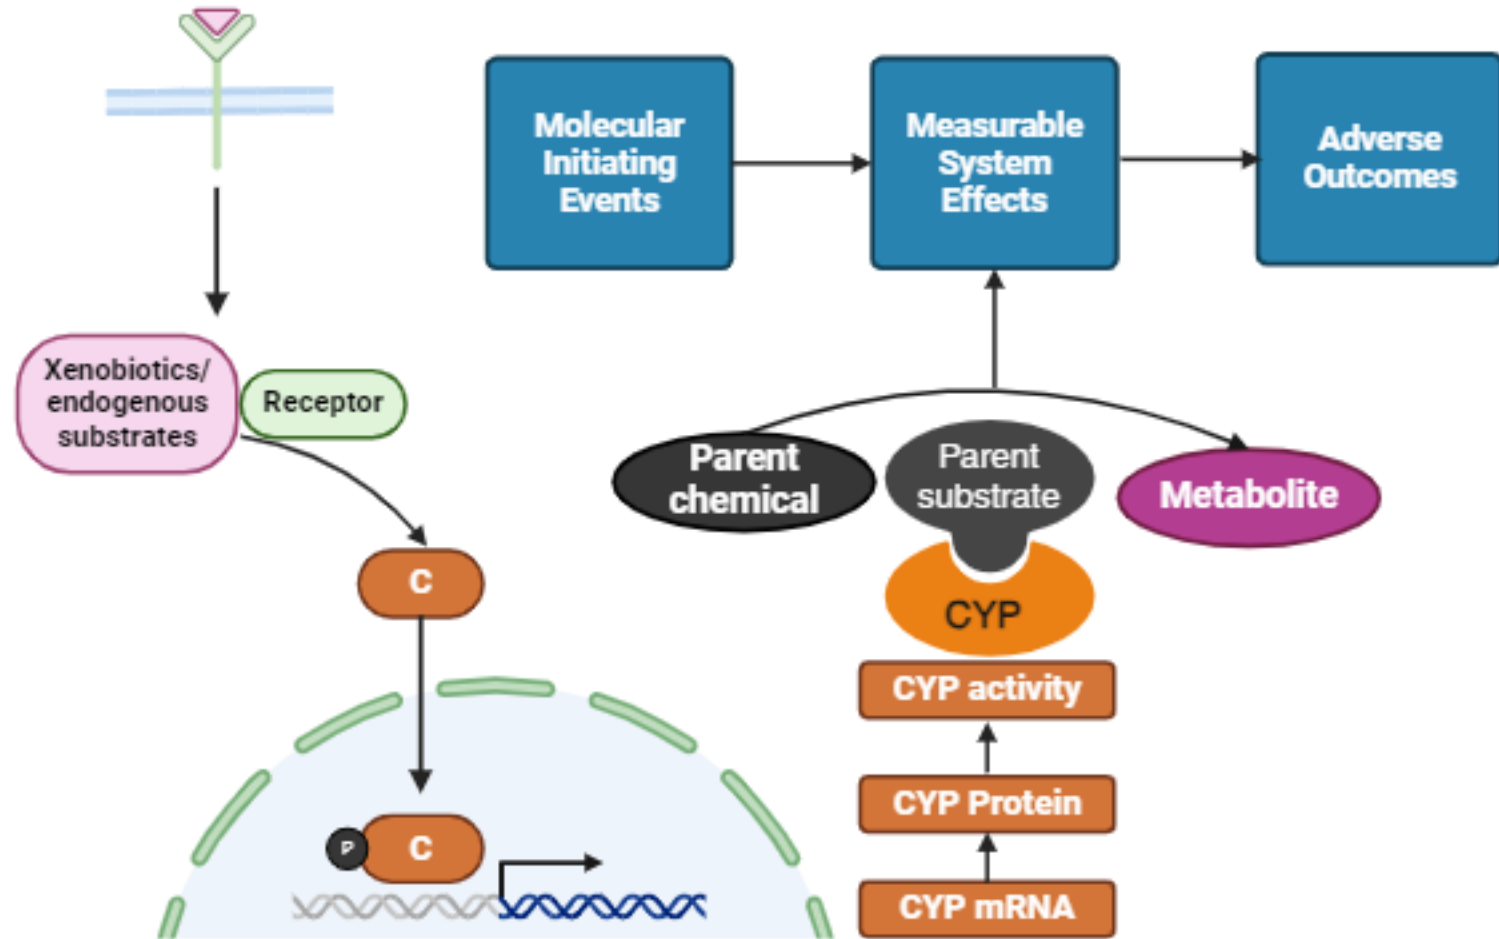 Molecular
Initiating
Events
Measurable
System
Effects
Adverse
Outcomes
Xenobiotics/
endogenous
substrates
Receptor
C
P
C
Parent
chemical
Parent
substrate
Metabolite
CYP
CYP activity
CYP Protein
CYP mRNA